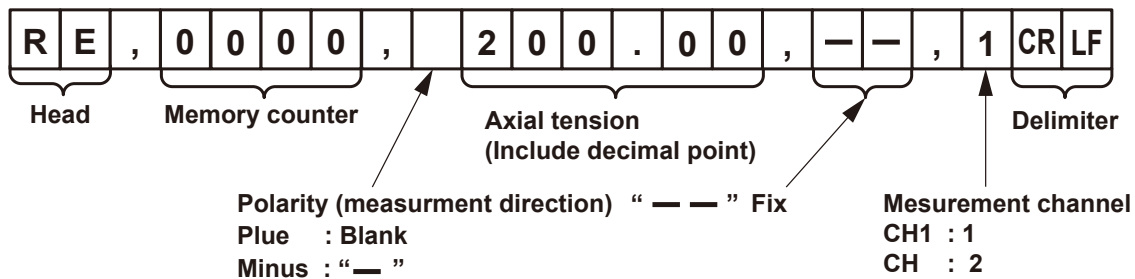 R E , 0 0 0 0 , 2 0 0 . 0 0 , — — , 1 CR LF
Head Memory counter Axial tension Delimiter
(Include decimal point)
Polarity (measurment direction) “ — — ” Fix Mesurement channel
Plue : Blank CH1 : 1
Minus : “ — ” CH : 2